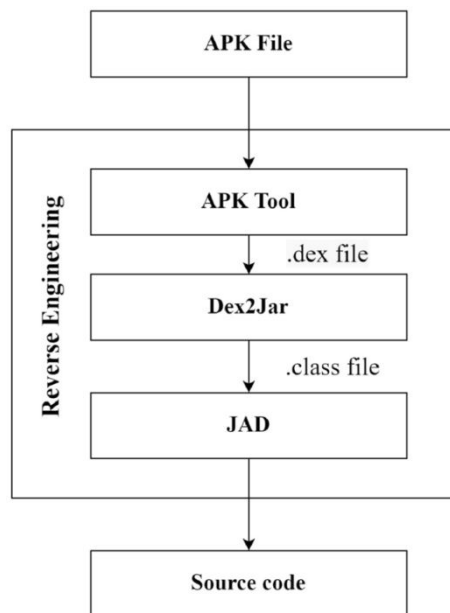 APK File
Reverse Engineering
APK Tool
.dex file
Dex2Jar
.class file
JAD
Source code